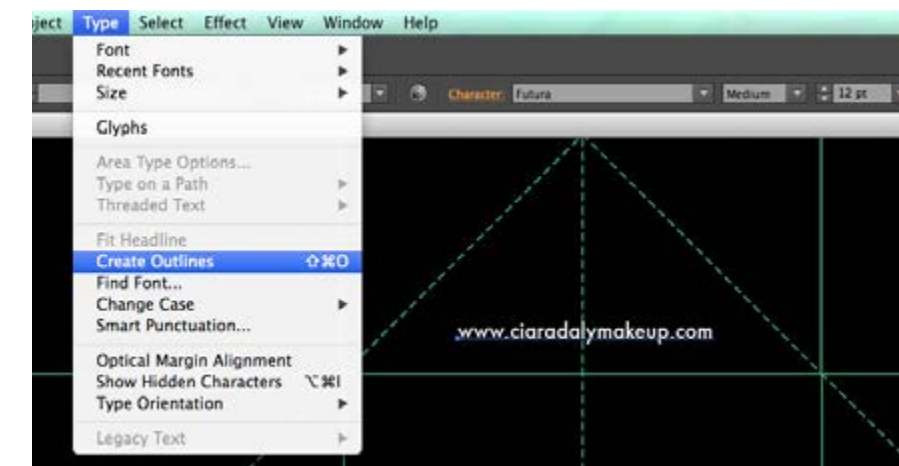 ject Type Select Effect View Window Help
Font
Recent Fonts
Size
Character: Futura Medium 12 pt
Glyphs
Area Type Options...
Type on a Path
Threaded Text
Fit Headline
Create Outlines ⇧⌘O
Find Font...
Change Case
Smart Punctuation...
www.ciaradalymakeup.com
Optical Margin Alignment
Show Hidden Characters ⌥⌘I
Type Orientation
Legacy Text